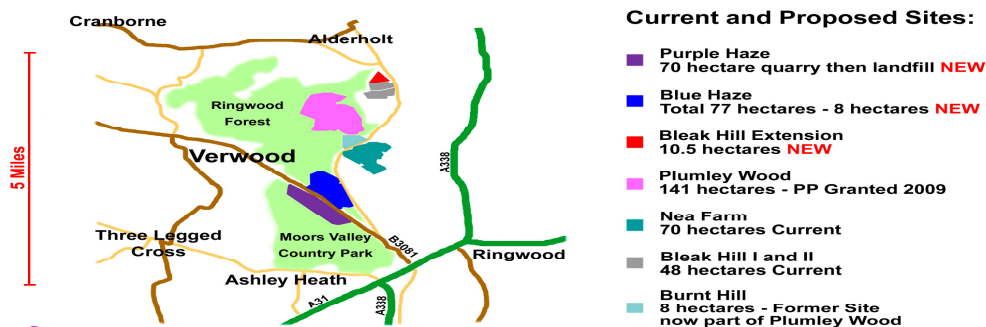 Cranborne
Alderholt
Ringwood
Forest
Verwood
A338
5 Miles
Three Legged
Cross
Moors Valley
Country Park
B3081
Ringwood
Ashley Heath
A31
A338
Current and Proposed Sites:
Purple Haze
70 hectare quarry then landfill NEW
Blue Haze
Total 77 hectares - 8 hectares NEW
Bleak Hill Extension
10.5 hectares NEW
Plumley Wood
141 hectares - PP Granted 2009
Nea Farm
70 hectares Current
Bleak Hill I and II
48 hectares Current
Burnt Hill
8 hectares - Former Site
now part of Plumley Wood